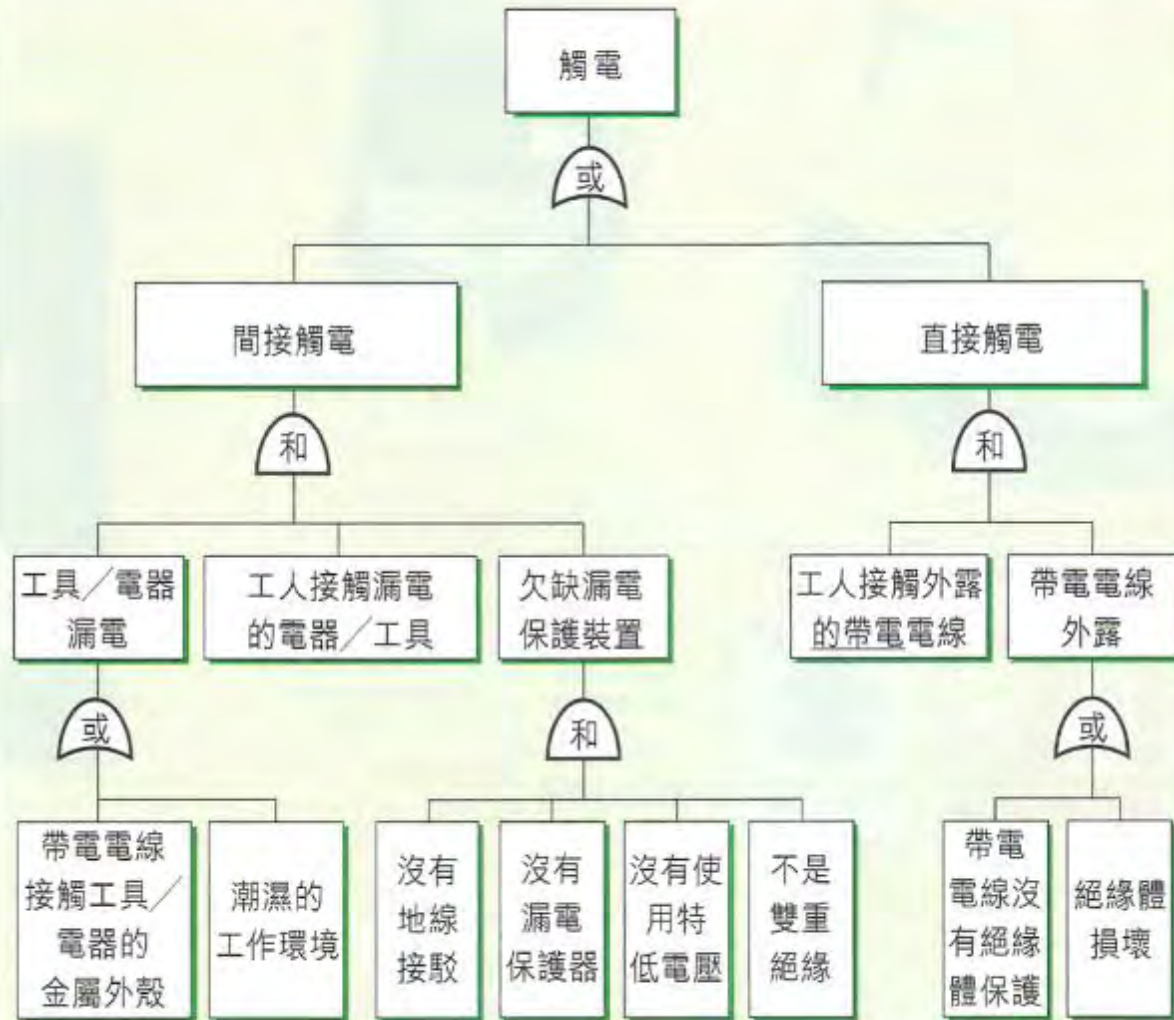 觸電
或
間接觸電
直接觸電
和
和
工具／電器
漏電
工人接觸漏電
的電器／工具
欠缺漏電
保護裝置
工人接觸外露
的帶電電線
帶電電線
外露
或
和
或
帶電電線
接觸工具／
電器的
金屬外殼
潮濕的
工作環境
沒有
地線
接駁
沒有
漏電
保護器
沒有使
用特
低電壓
不是
雙重
絕緣
帶電
電線沒
有絕緣
體保護
絕緣體
損壞